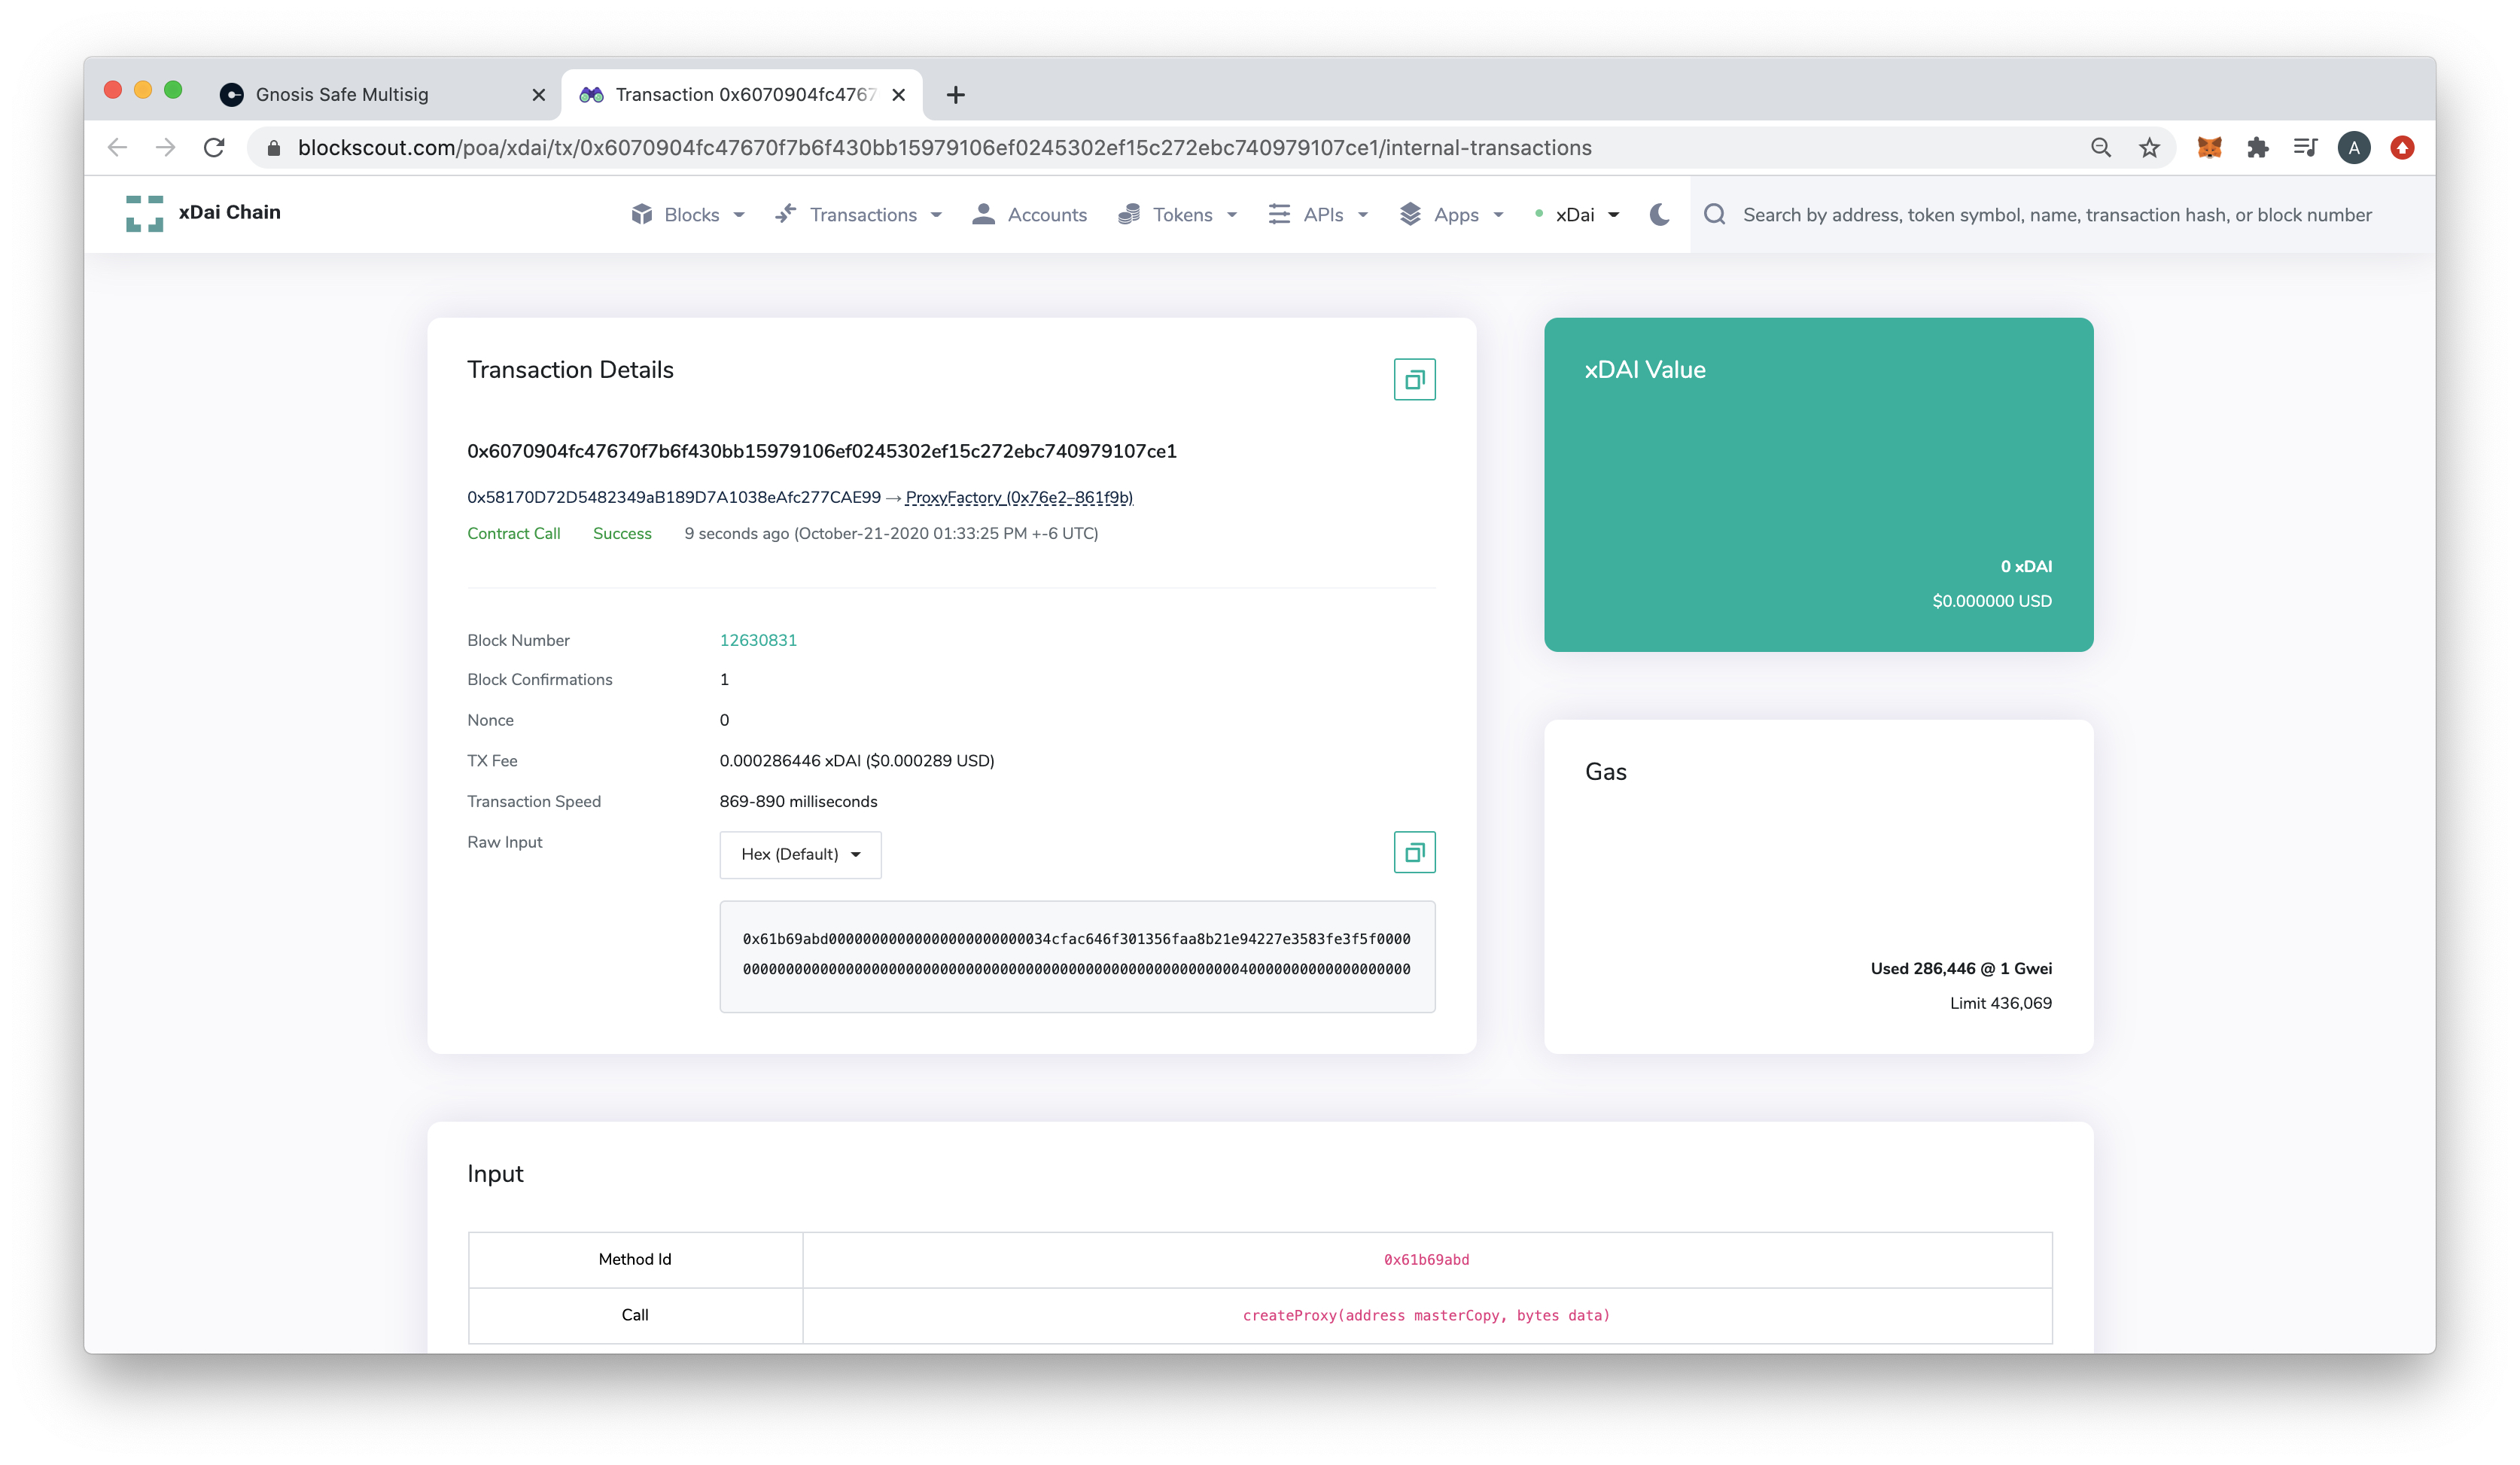 Gnosis Safe Multisig
Transaction 0x6070904fc4767
blockscout.com/poa/xdai/tx/0x6070904fc47670f7b6f430bb15979106ef0245302ef15c272ebc740979107ce1/internal-transactions
A
xDai Chain
Blocks
Transactions
Accounts
Tokens
APIs
Apps
xDai
Search by address, token symbol, name, transaction hash, or block number
Transaction Details
0x6070904fc47670f7b6f430bb15979106ef0245302ef15c272ebc740979107ce1
0x58170D72D5482349aB189D7A1038eAfc277CAE99 → ProxyFactory (0x76e2–861f9b)
Contract Call Success 9 seconds ago (October-21-2020 01:33:25 PM +-6 UTC)
Block Number 12630831
Block Confirmations 1
Nonce 0
TX Fee 0.000286446 xDAI ($0.000289 USD)
Transaction Speed 869-890 milliseconds
Raw Input Hex (Default)
0x61b69abd00000000000000000000000034cfac646f301356faa8b21e94227e3583fe3f5f0000
000000000000000000000000000000000000000000000000000000000040000000000000000000
xDAI Value
0 xDAI
$0.000000 USD
Gas
Used 286,446 @ 1 Gwei
Limit 436,069
Input
Method Id 0x61b69abd
Call createProxy(address masterCopy, bytes data)